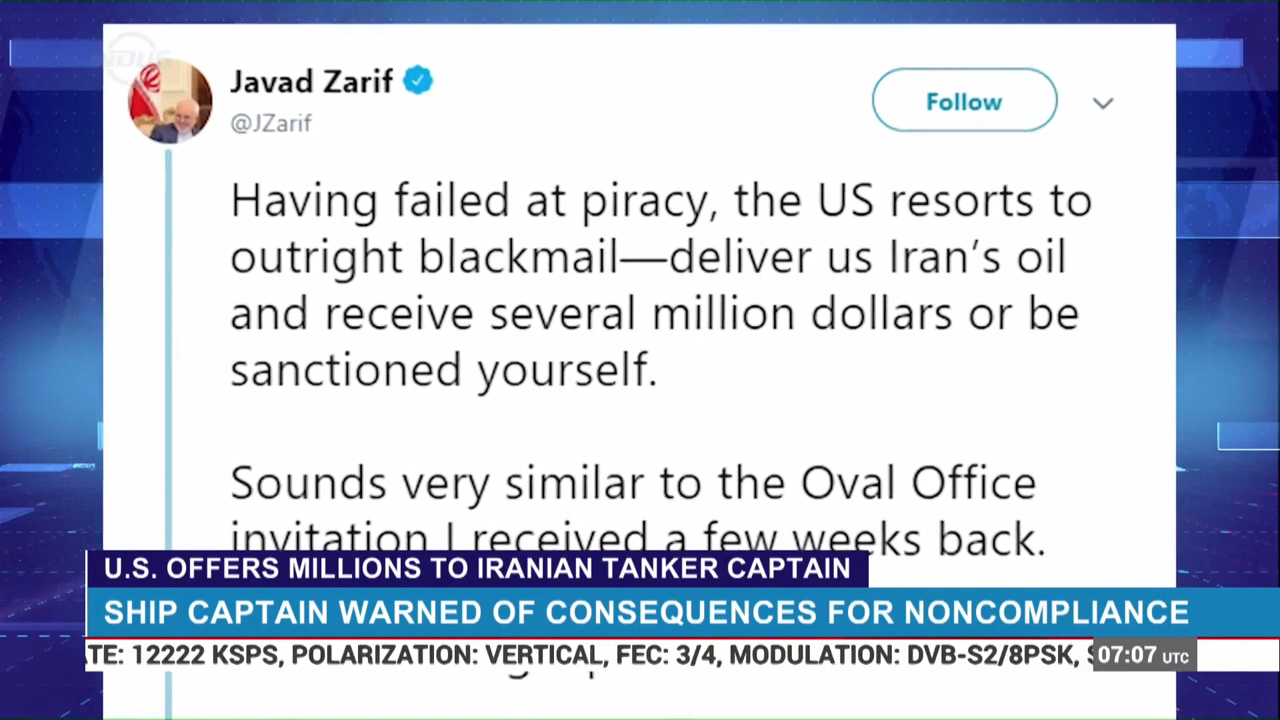 Javad Zarif
@JZarif
Follow
Having failed at piracy, the US resorts to
outright blackmail—deliver us Iran's oil
and receive several million dollars or be
sanctioned yourself.
Sounds very similar to the Oval Office
invitation I received a few weeks back.
U.S. OFFERS MILLIONS TO IRANIAN TANKER CAPTAIN
SHIP CAPTAIN WARNED OF CONSEQUENCES FOR NONCOMPLIANCE
TE: 12222 KSPS, POLARIZATION: VERTICAL, FEC: 3/4, MODULATION: DVB-S2/8PSK,
07:07 UTC